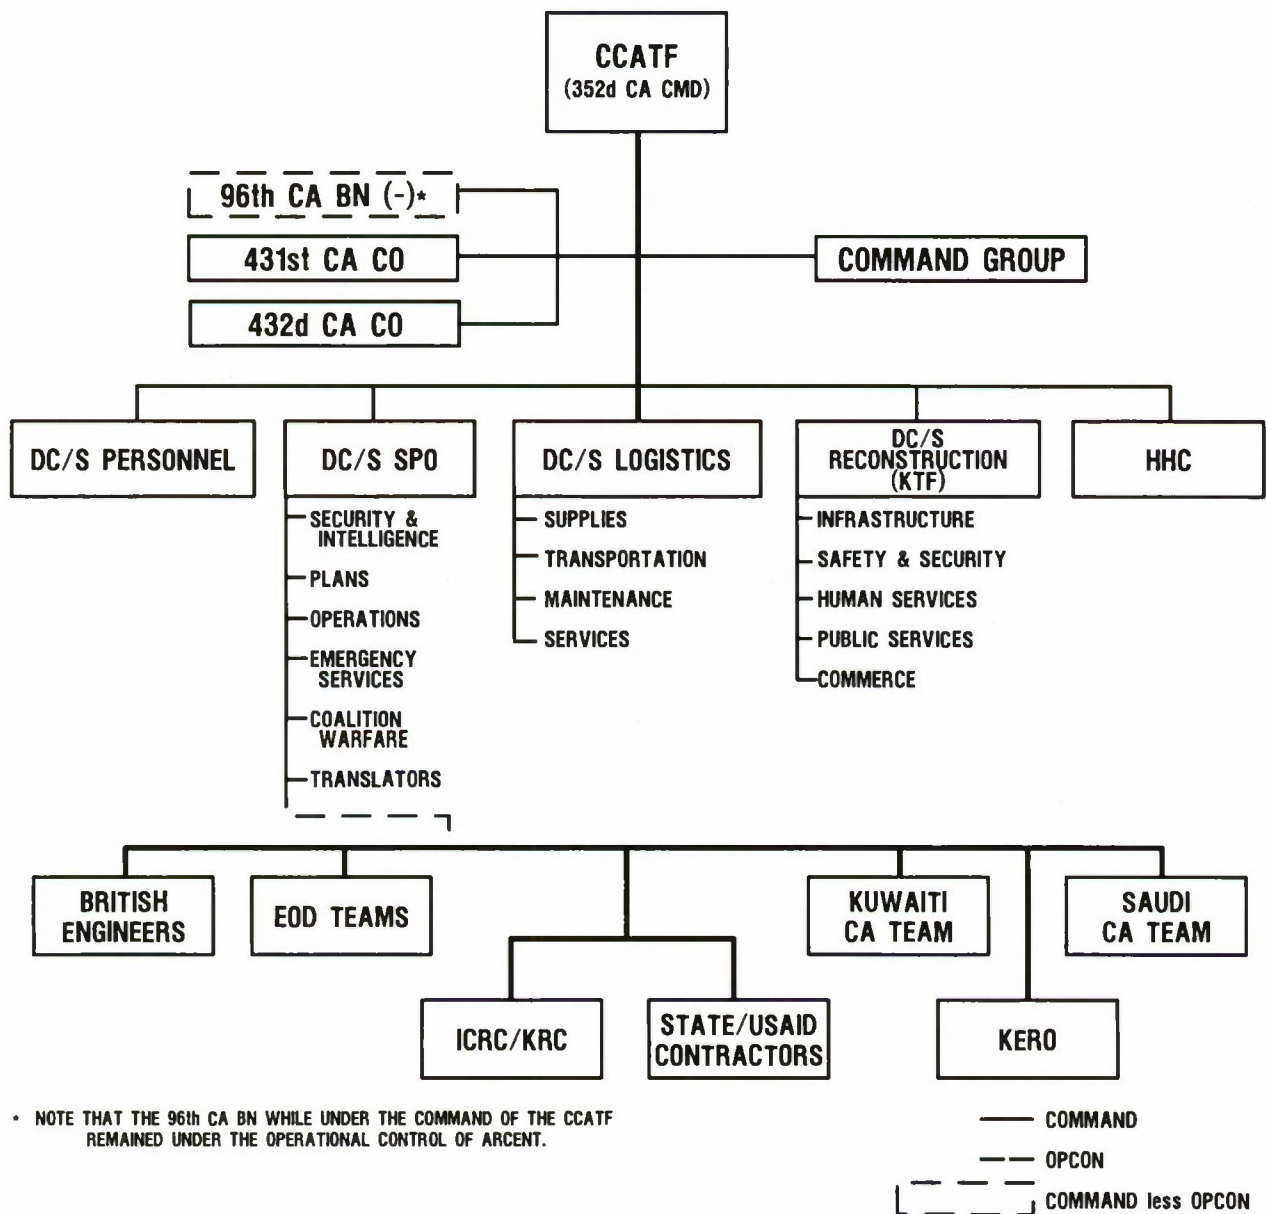 CCATF
(352d CA CMD)
96th CA BN (-)*
431st CA CO
COMMAND GROUP
432d CA CO
DC/S PERSONNEL
DC/S SPO
DC/S LOGISTICS
DC/S
RECONSTRUCTION
(KTF)
HHC
SECURITY &
INTELLIGENCE
PLANS
OPERATIONS
EMERGENCY
SERVICES
COALITION
WARFARE
TRANSLATORS
SUPPLIES
TRANSPORTATION
MAINTENANCE
SERVICES
INFRASTRUCTURE
SAFETY & SECURITY
HUMAN SERVICES
PUBLIC SERVICES
COMMERCE
BRITISH
ENGINEERS
EOD TEAMS
KUWAITI
CA TEAM
SAUDI
CA TEAM
ICRC/KRC
STATE/USAID
CONTRACTORS
KERO
* NOTE THAT THE 96th CA BN WHILE UNDER THE COMMAND OF THE CCATF
REMAINED UNDER THE OPERATIONAL CONTROL OF ARCENT.
COMMAND
OPCON
COMMAND less OPCON